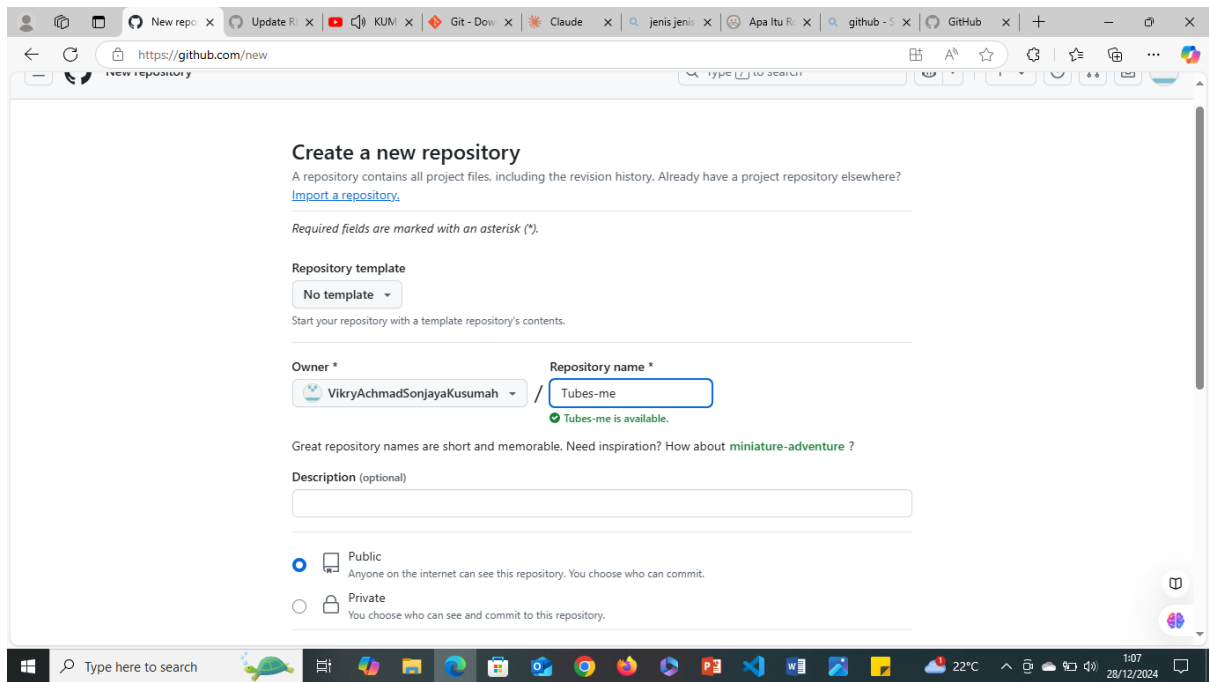 New repo
Update R
KUM
Git - Dow
Claude
jenis jenis
Apa Itu R
github - S
GitHub
https://github.com/new
New repository
Type / to search
Create a new repository
A repository contains all project files, including the revision history. Already have a project repository elsewhere?
Import a repository.
Required fields are marked with an asterisk (*).
Repository template
No template
Start your repository with a template repository's contents.
Owner *
Repository name *
VikryAchmadSonjayaKusumah / Tubes-me
Tubes-me is available.
Great repository names are short and memorable. Need inspiration? How about miniature-adventure ?
Description (optional)
Public
Anyone on the internet can see this repository. You choose who can commit.
Private
You choose who can see and commit to this repository.
Type here to search
22°C
1:07
28/12/2024